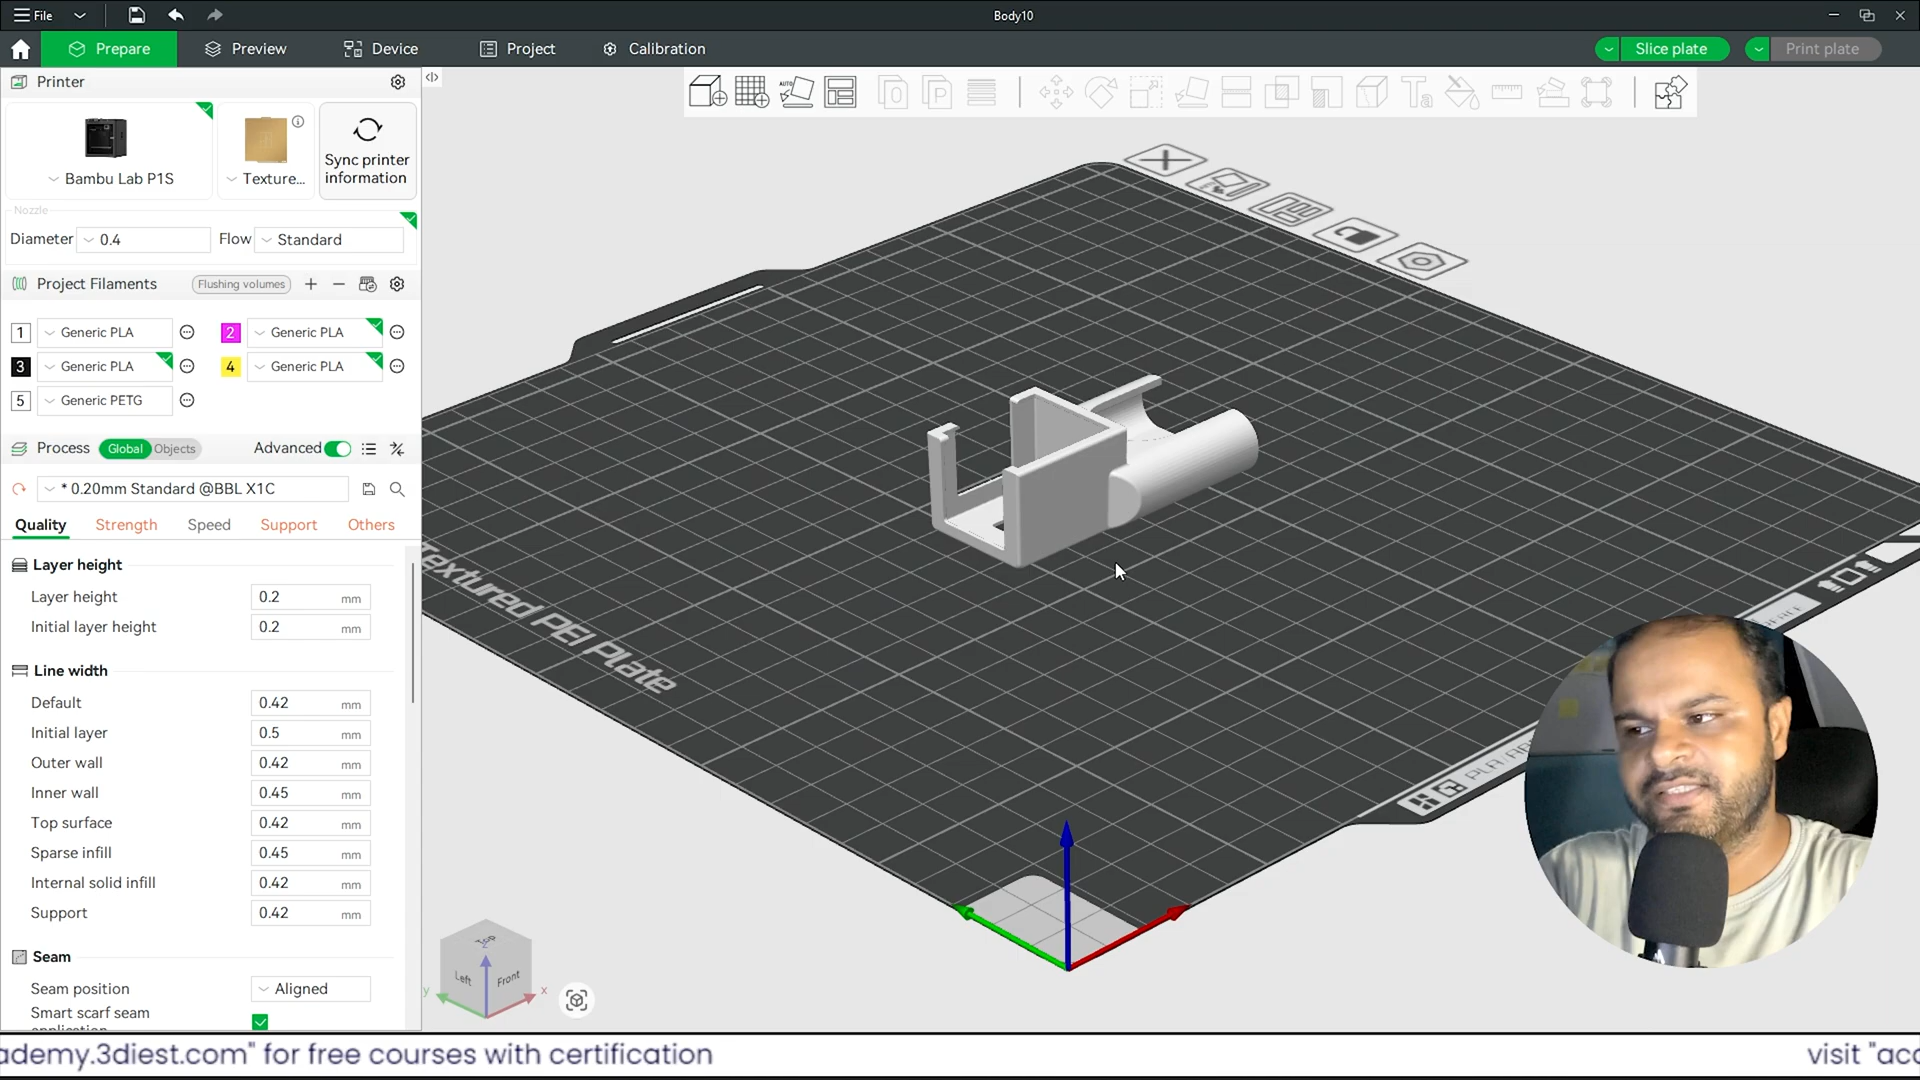 File
Body10
Prepare
Preview
Device
Project
Calibration
Slice plate
Print plate
Printer
Bambu Lab P1S
Texture...
Sync printer
information
Nozzle
Diameter
0.4
Flow
Standard
Project Filaments
Flushing volumes
1
Generic PLA
2
Generic PLA
3
Generic PLA
4
Generic PLA
5
Generic PETG
Process
Global
Objects
Advanced
* 0.20mm Standard @BBL X1C
Quality
Strength
Speed
Support
Others
Layer height
Layer height
0.2
mm
Initial layer height
0.2
mm
Line width
Default
0.42
mm
Initial layer
0.5
mm
Outer wall
0.42
mm
Inner wall
0.45
mm
Top surface
0.42
mm
Sparse infill
0.45
mm
Internal solid infill
0.42
mm
Support
0.42
mm
Seam
Seam position
Aligned
Smart scarf seam
application
Textured PEI Plate
Top
Left
Front
y
x
ademy.3diest.com" for free courses with certification
visit "aca